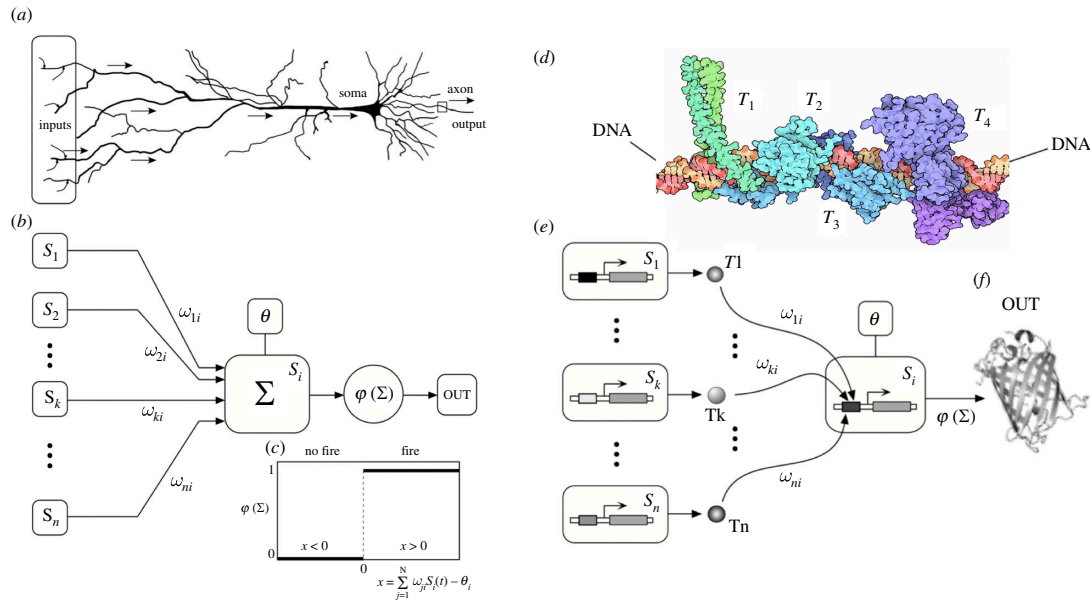 (a)
inputs
soma
axon
output
(b)
S1
S2
Sk
Sn
ω1i
ω2i
ωki
ωni
θ
Si
Σ
φ (Σ)
OUT
(c)
no fire
fire
1
φ (Σ)
0
x < 0
x > 0
0
x = N∑j=1 ωji Si(t) – θi
(d)
T1
T2
T3
T4
DNA
DNA
(e)
S1
T1
ω1i
Sk
Tk
ωki
Sn
Tn
ωni
θ
Si
φ (Σ)
(f)
OUT